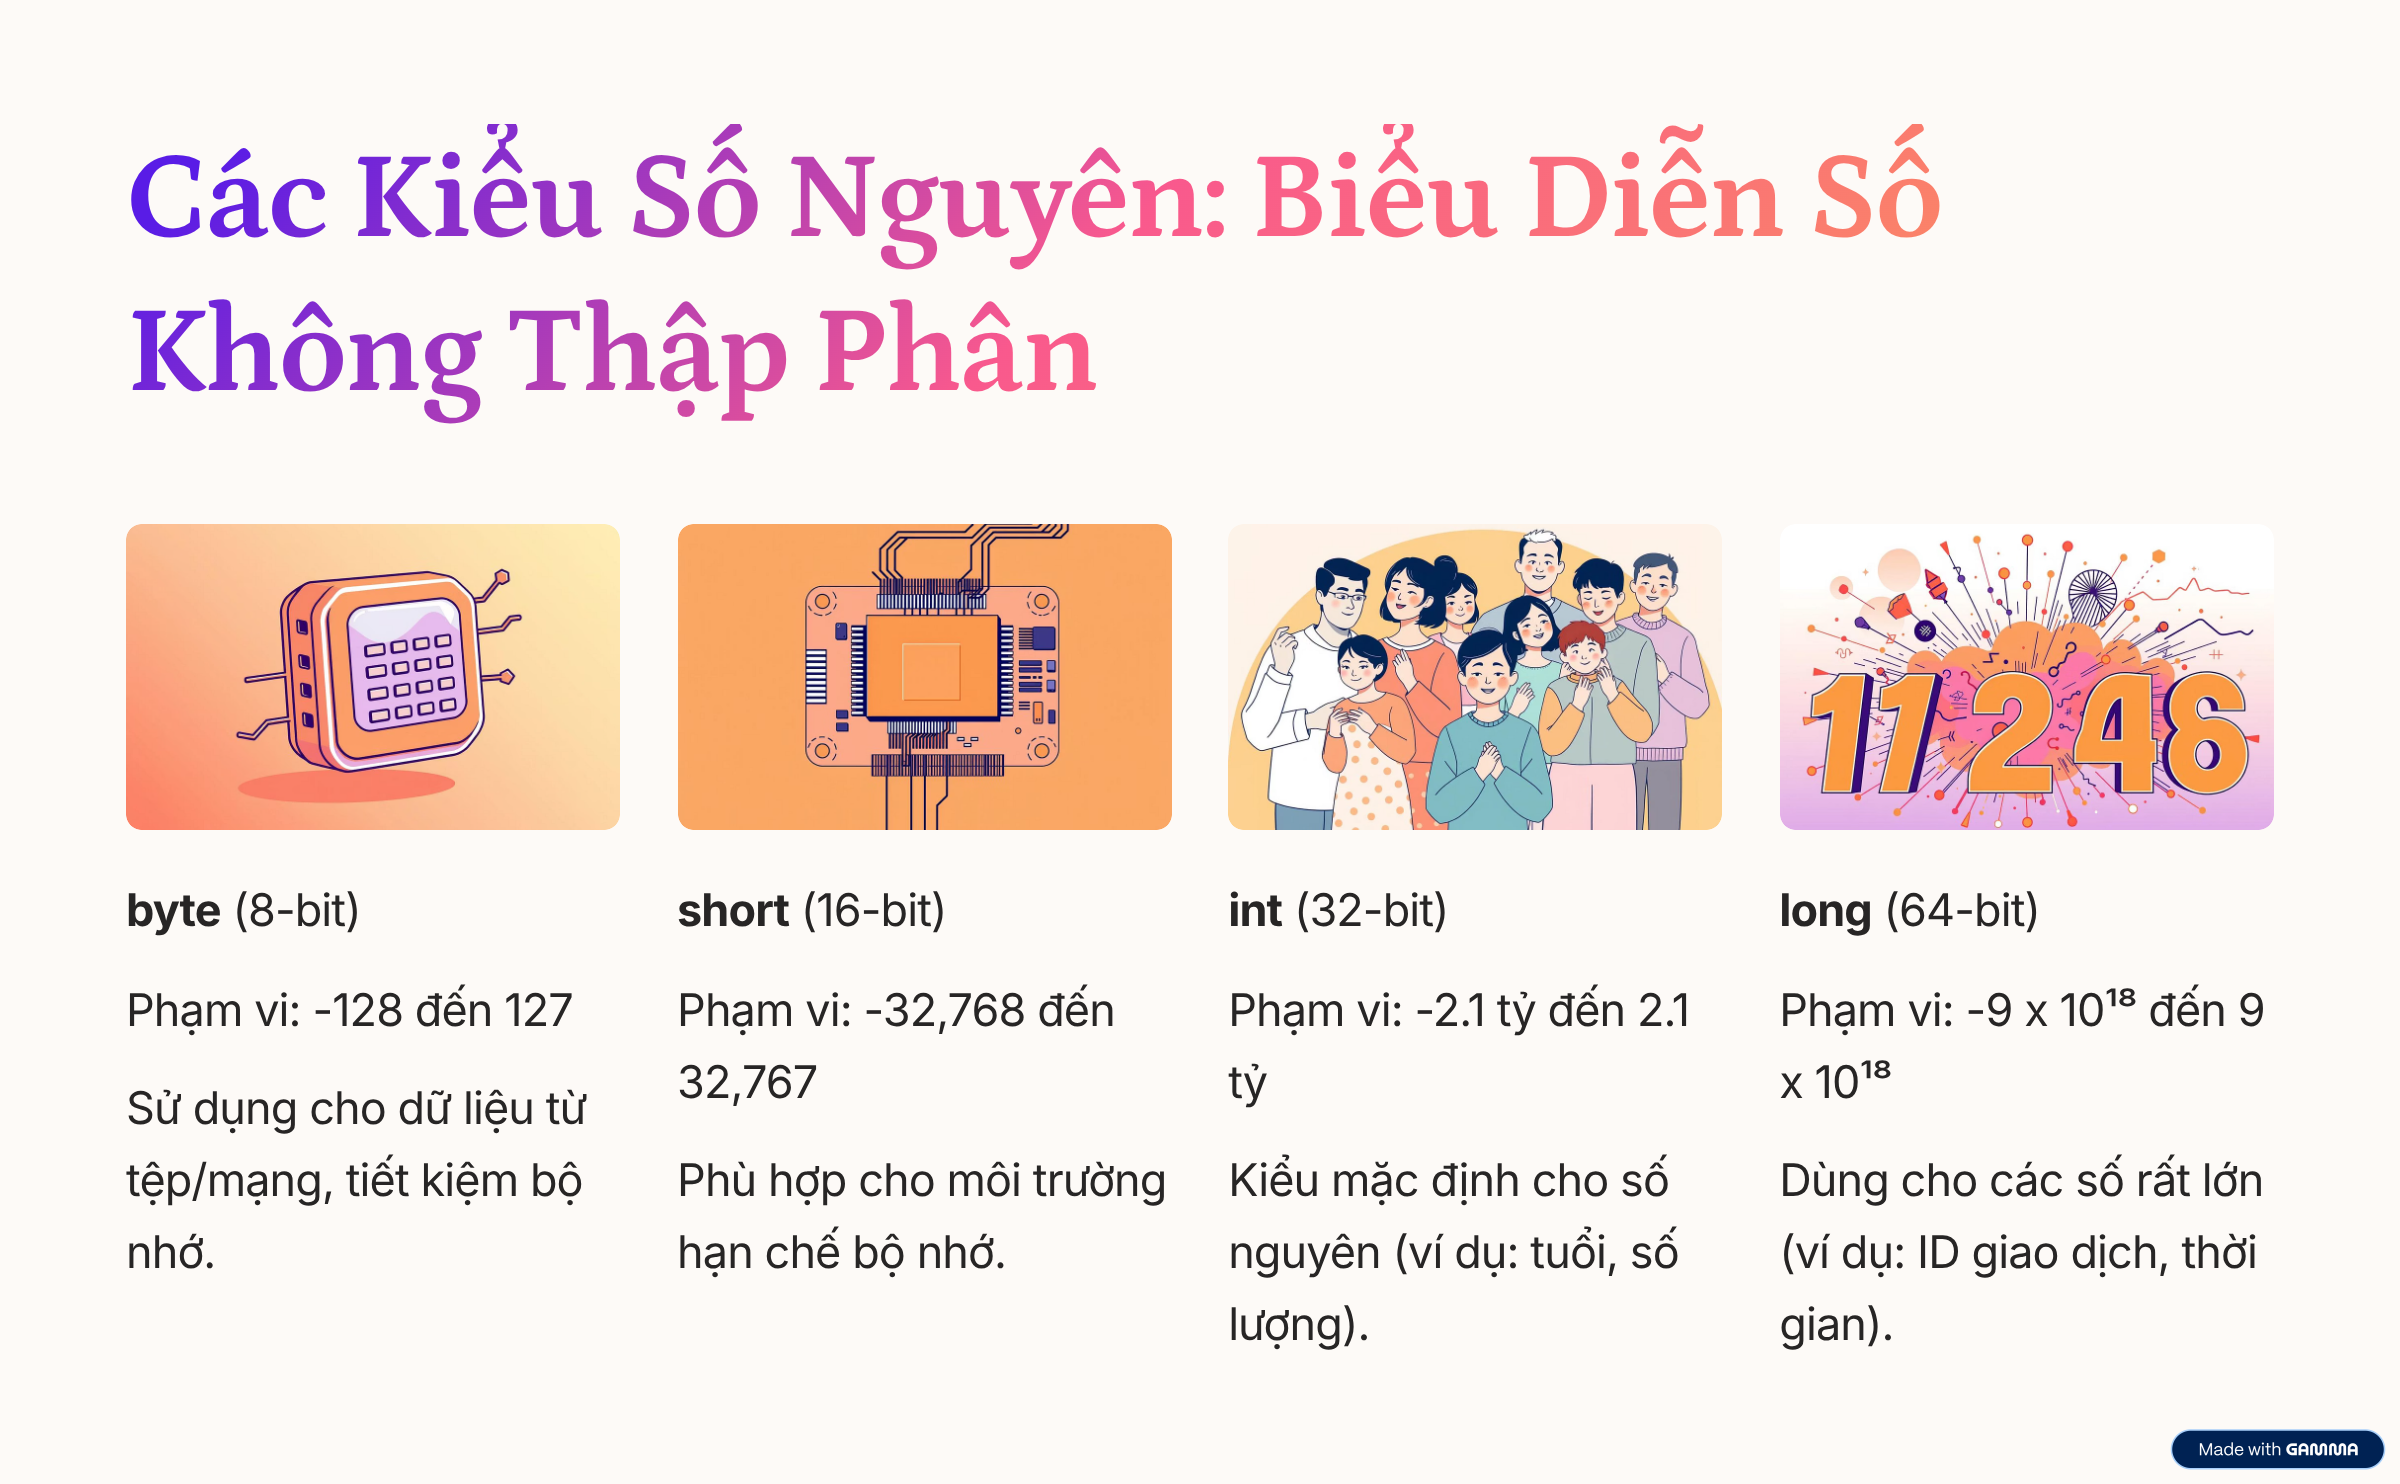 Các Kiểu Số Nguyên: Biểu Diễn Số
Không Thập Phân
11 246
byte (8-bit)
Phạm vi: -128 đến 127
Sử dụng cho dữ liệu từ
tệp/mạng, tiết kiệm bộ
nhớ.
short (16-bit)
Phạm vi: -32,768 đến
32,767
Phù hợp cho môi trường
hạn chế bộ nhớ.
int (32-bit)
Phạm vi: -2.1 tỷ đến 2.1
tỷ
Kiểu mặc định cho số
nguyên (ví dụ: tuổi, số
lượng).
long (64-bit)
Phạm vi: -9 x 10¹⁸ đến 9
x 10¹⁸
Dùng cho các số rất lớn
(ví dụ: ID giao dịch, thời
gian).
Made with GAMMA